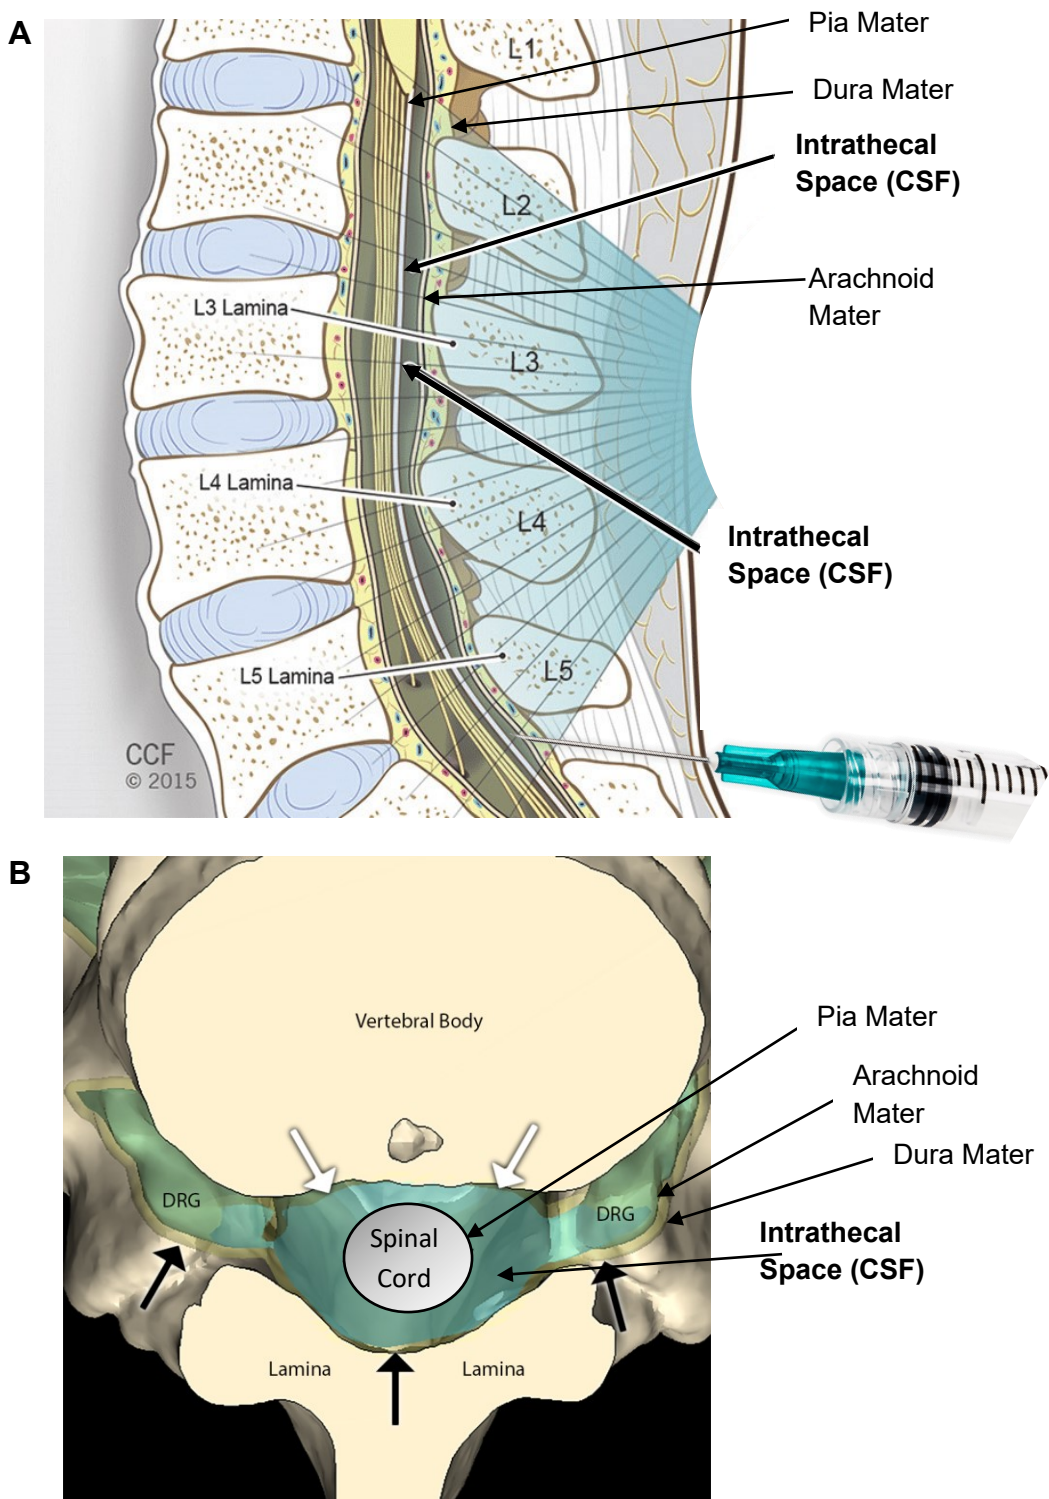 A
Pia Mater
L1
Dura Mater
Intrathecal
Space (CSF)
L2
Arachnoid
Mater
L3 Lamina
L3
L4 Lamina
L4
Intrathecal
Space (CSF)
L5 Lamina
L5
CCF
© 2015
B
Vertebral Body
Pia Mater
Arachnoid
Mater
Dura Mater
DRG
DRG
Spinal
Cord
Intrathecal
Space (CSF)
Lamina
Lamina